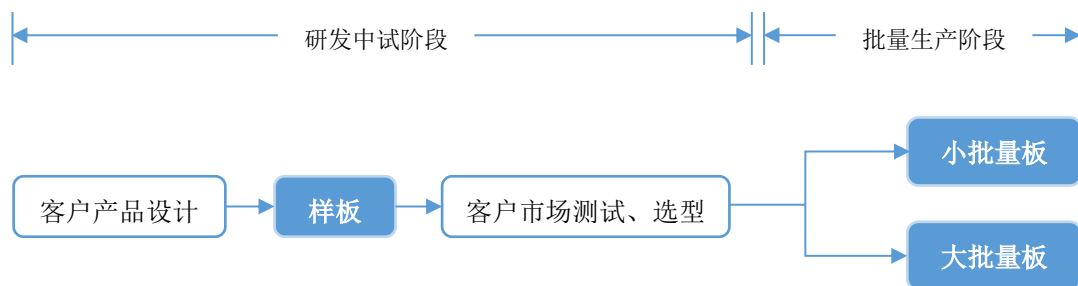 研发中试阶段
批量生产阶段
小批量板
客户产品设计
样板
客户市场测试、选型
大批量板